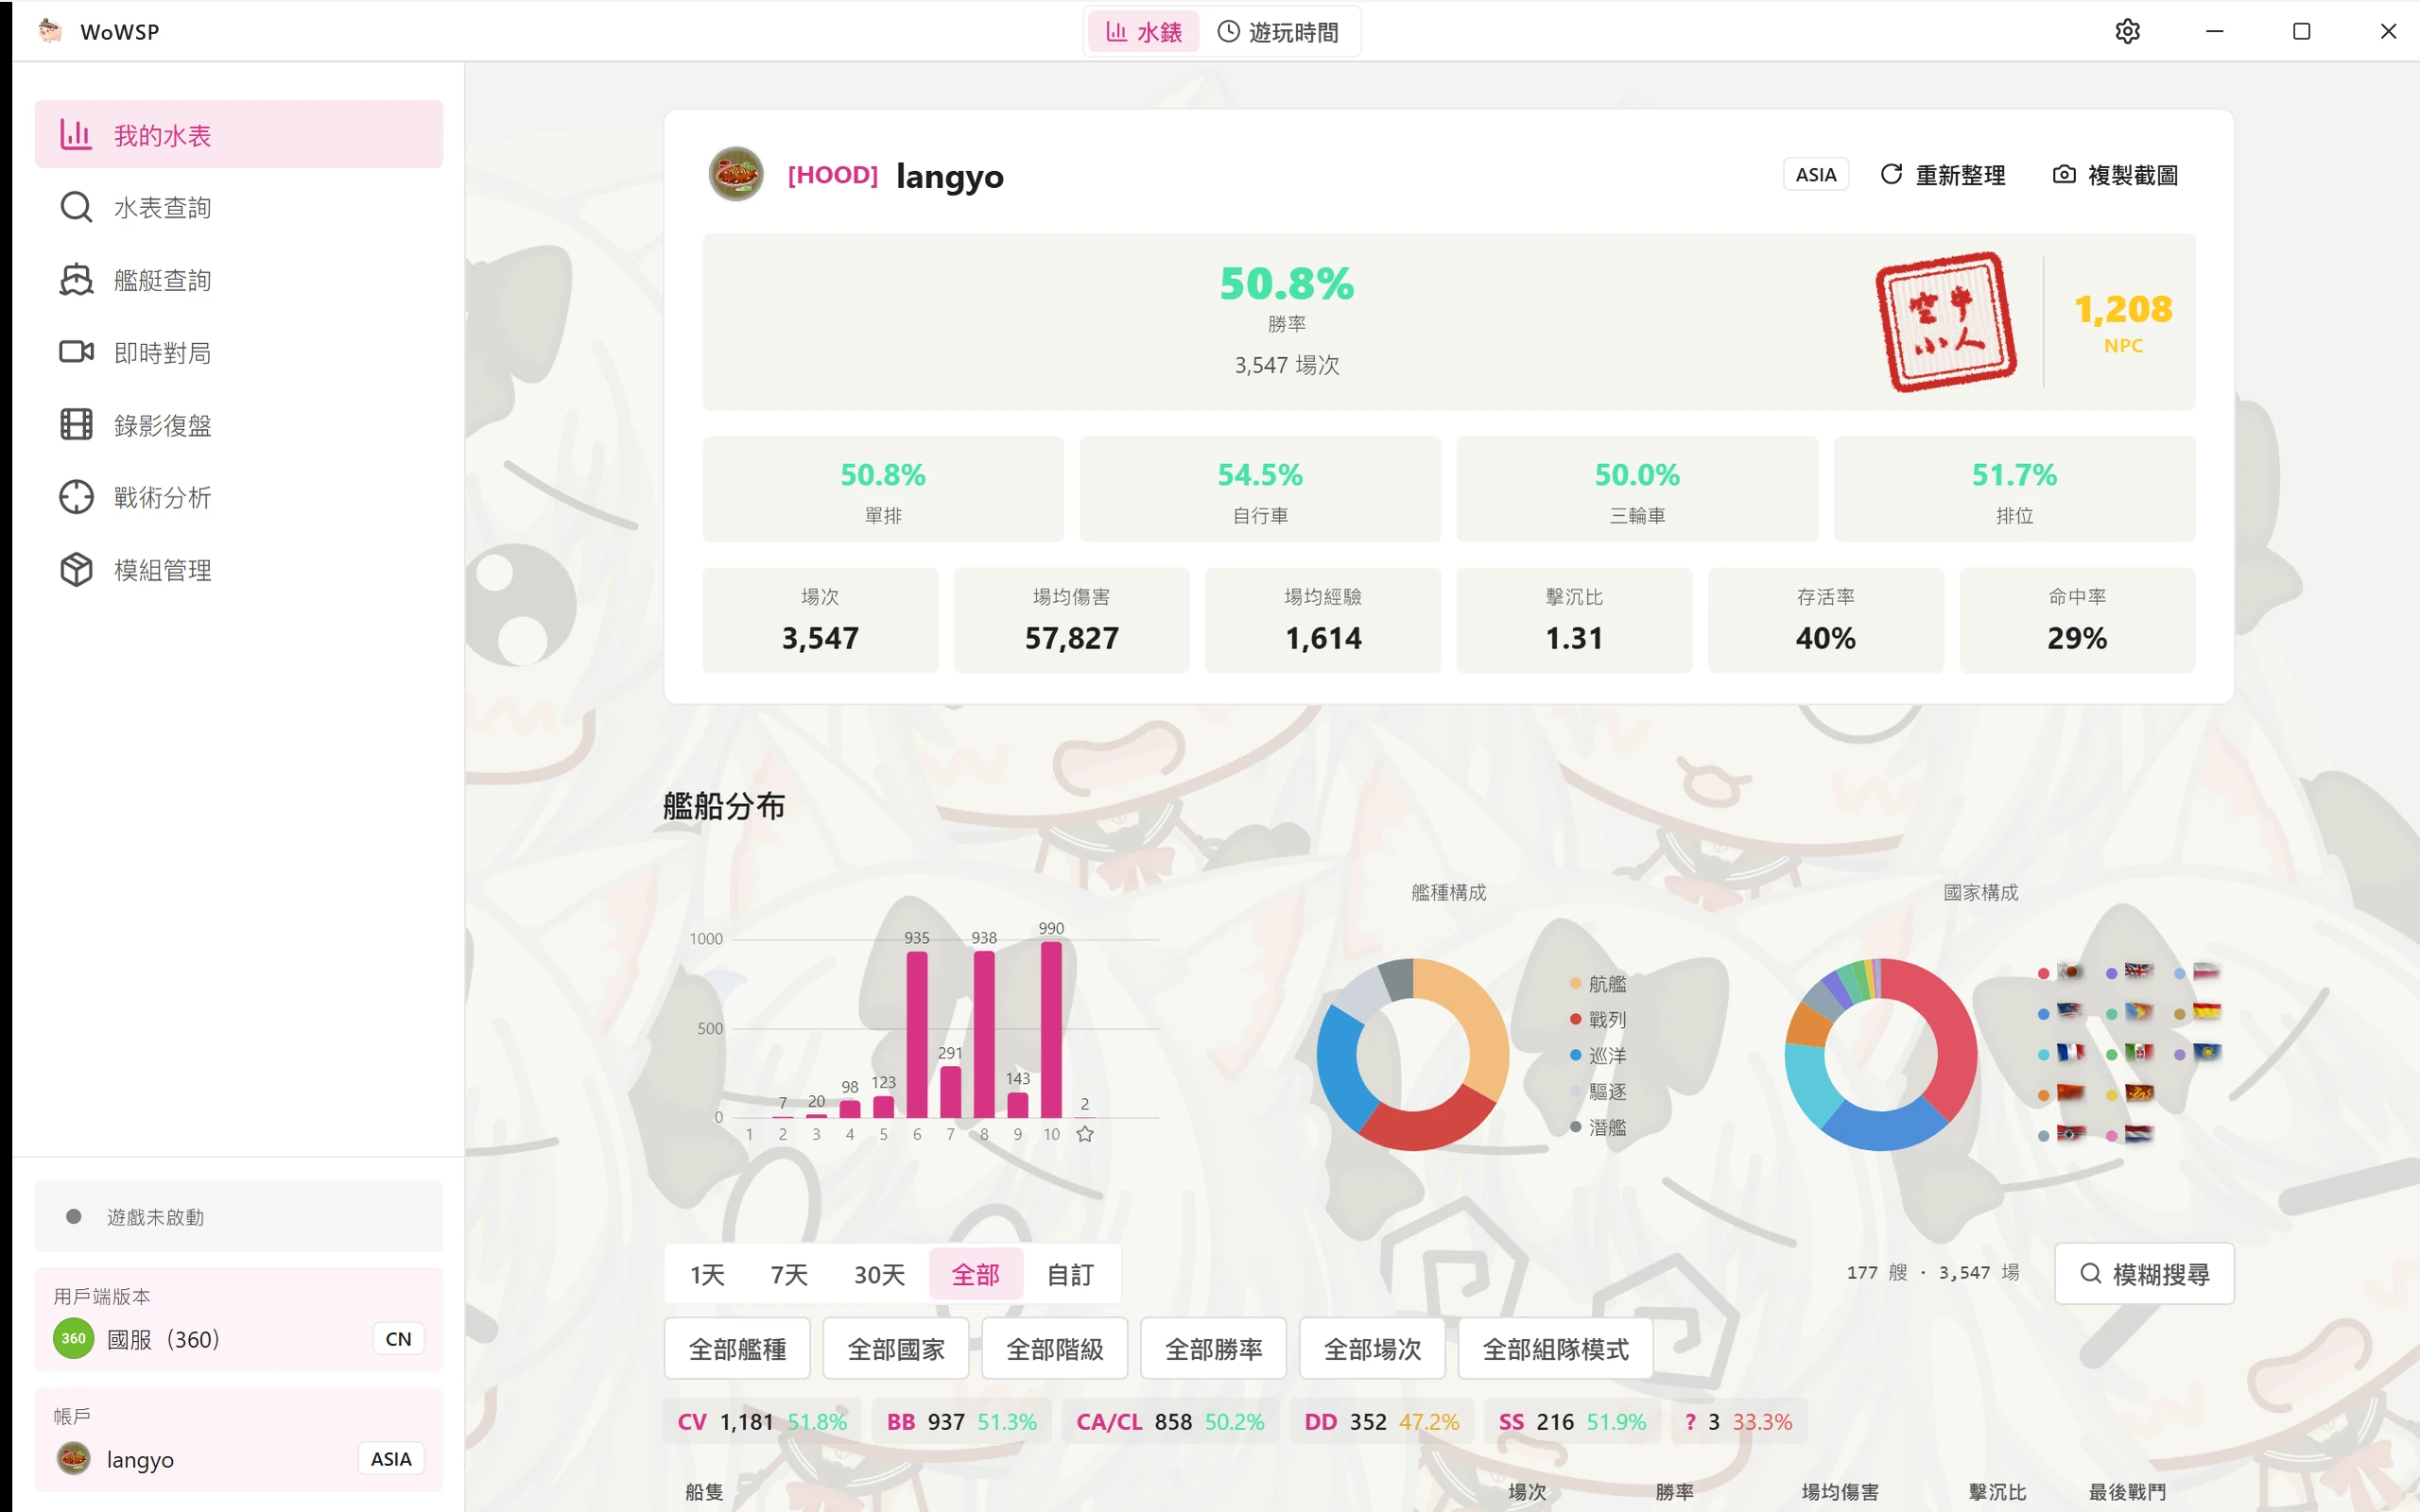 WoWSP
水錶
遊玩時間
我的水表
水表查詢
艦艇查詢
即時對局
錄影復盤
戰術分析
模組管理
遊戲未啟動
用戶端版本
360 國服（360） CN
帳戶
langyo ASIA
[HOOD] langyo
ASIA 重新整理 複製截圖
50.8%
勝率
3,547 場次
空手
小人
1,208
NPC
50.8% 54.5% 50.0% 51.7%
單排 自行車 三輪車 排位
場次 場均傷害 場均經驗 擊沉比 存活率 命中率
3,547 57,827 1,614 1.31 40% 29%
艦船分布
1000
500
0
7 20 98 123 935 291 938 143 990 2
1 2 3 4 5 6 7 8 9 10
艦種構成
航艦
戰列
巡洋
驅逐
潛艦
國家構成
1天 7天 30天 全部 自訂
177 艘 · 3,547 場
模糊搜尋
全部艦種 全部國家 全部階級 全部勝率 全部場次 全部組隊模式
CV 1,181 51.8% BB 937 51.3% CA/CL 858 50.2% DD 352 47.2% SS 216 51.9% ? 3 33.3%
船隻 場次 勝率 場均傷害 擊沉比 最後戰鬥